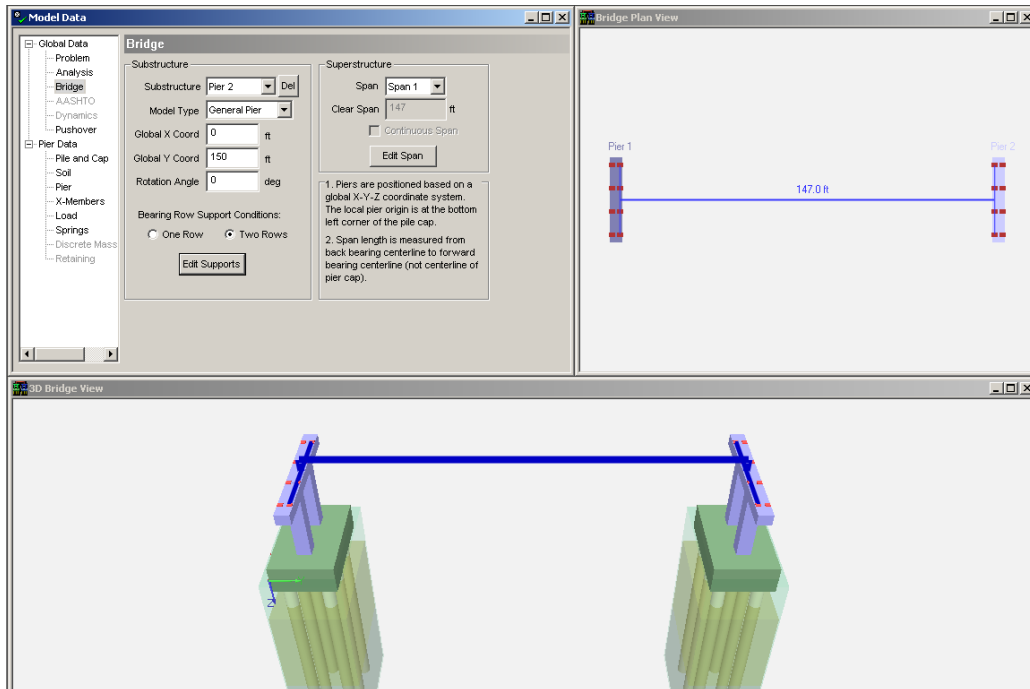 Model Data
Global Data
Problem
Analysis
Bridge
AASHTO
Dynamics
Pushover
Pier Data
Pile and Cap
Soil
Pier
X-Members
Load
Springs
Discrete Mass
Retaining
Bridge
Substructure
Substructure Pier 2 Del
Model Type General Pier
Global X Coord 0 ft
Global Y Coord 150 ft
Rotation Angle 0 deg
Bearing Row Support Conditions:
One Row Two Rows
Edit Supports
Superstructure
Span Span 1
Clear Span 147 ft
Continuous Span
Edit Span
1. Piers are positioned based on a
global X-Y-Z coordinate system.
The local pier origin is at the bottom
left corner of the pile cap.
2. Span length is measured from
back bearing centerline to forward
bearing centerline (not centerline of
pier cap).
Bridge Plan View
Pier 1 Pier 2
147.0 ft
3D Bridge View
Z